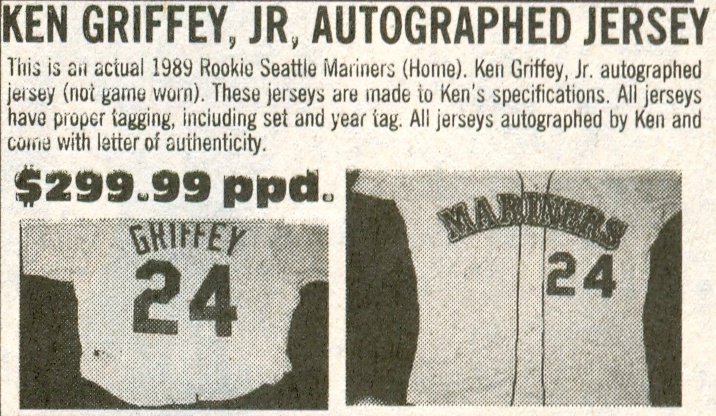 KEN GRIFFEY, JR, AUTOGRAPHED JERSEY
This is an actual 1989 Rookie Seattle Mariners (Home). Ken Griffey, Jr. autographed
jersey (not game worn). These jerseys are made to Ken's specifications. All jerseys
have proper tagging, including set and year tag. All jerseys autographed by Ken and
come with letter of authenticity.
$299.99 ppd.
GRIFFEY
24
MARINERS
24